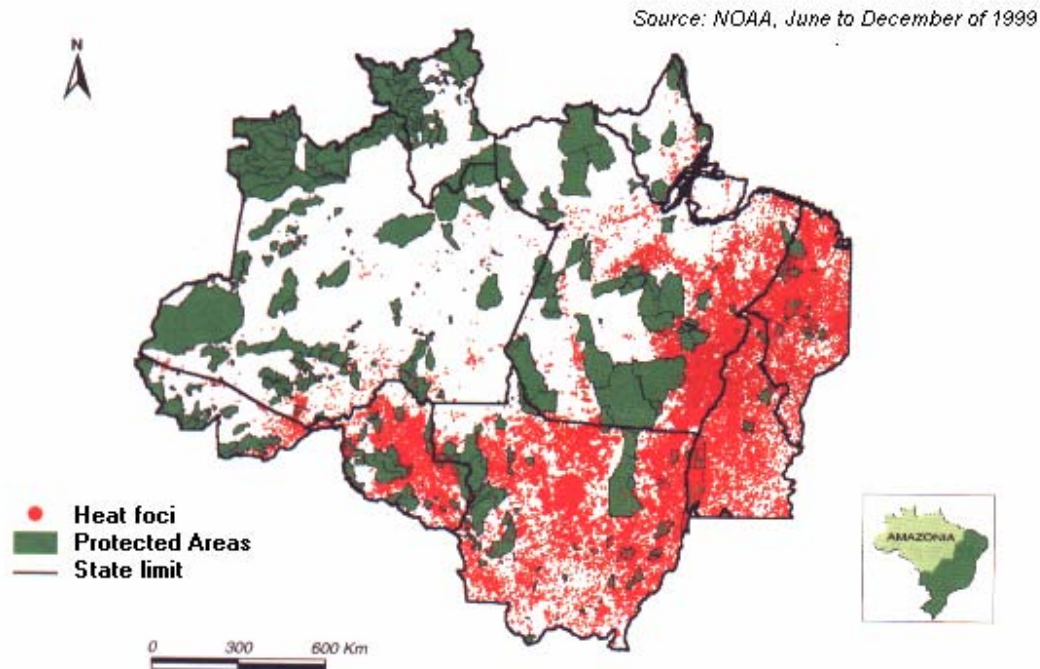 Source: NOAA, June to December of 1999
N
Heat foci
Protected Areas
State limit
AMAZONIA
0 300 600 Km